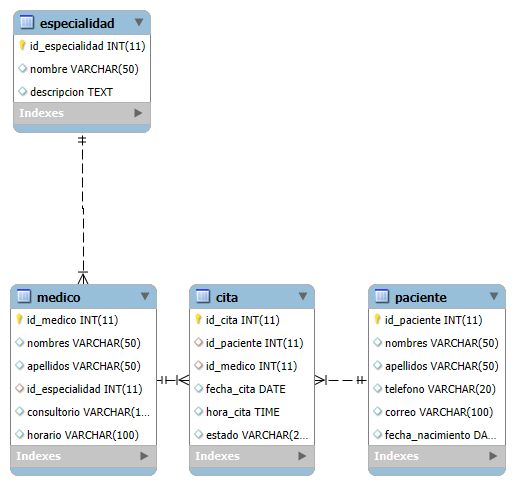 especialidad
id_especialidad INT(11)
nombre VARCHAR(50)
descripcion TEXT
Indexes
medico
id_medico INT(11)
nombres VARCHAR(50)
apellidos VARCHAR(50)
id_especialidad INT(11)
consultorio VARCHAR(1...
horario VARCHAR(100)
Indexes
cita
id_cita INT(11)
id_paciente INT(11)
id_medico INT(11)
fecha_cita DATE
hora_cita TIME
estado VARCHAR(2...
Indexes
paciente
id_paciente INT(11)
nombres VARCHAR(50)
apellidos VARCHAR(50)
telefono VARCHAR(20)
correo VARCHAR(100)
fecha_nacimiento DA...
Indexes